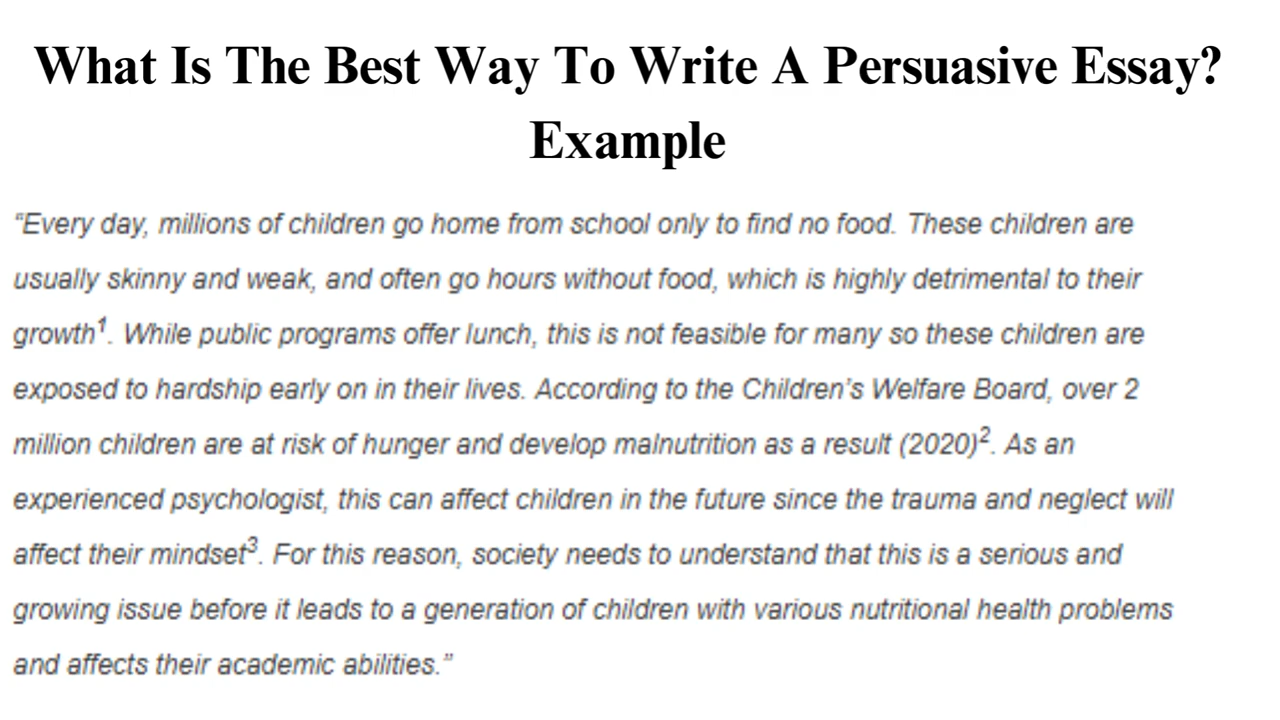 What Is The Best Way To Write A Persuasive Essay?
Example
“Every day, millions of children go home from school only to find no food. These children are
usually skinny and weak, and often go hours without food, which is highly detrimental to their
growth¹. While public programs offer lunch, this is not feasible for many so these children are
exposed to hardship early on in their lives. According to the Children’s Welfare Board, over 2
million children are at risk of hunger and develop malnutrition as a result (2020)². As an
experienced psychologist, this can affect children in the future since the trauma and neglect will
affect their mindset³. For this reason, society needs to understand that this is a serious and
growing issue before it leads to a generation of children with various nutritional health problems
and affects their academic abilities.”